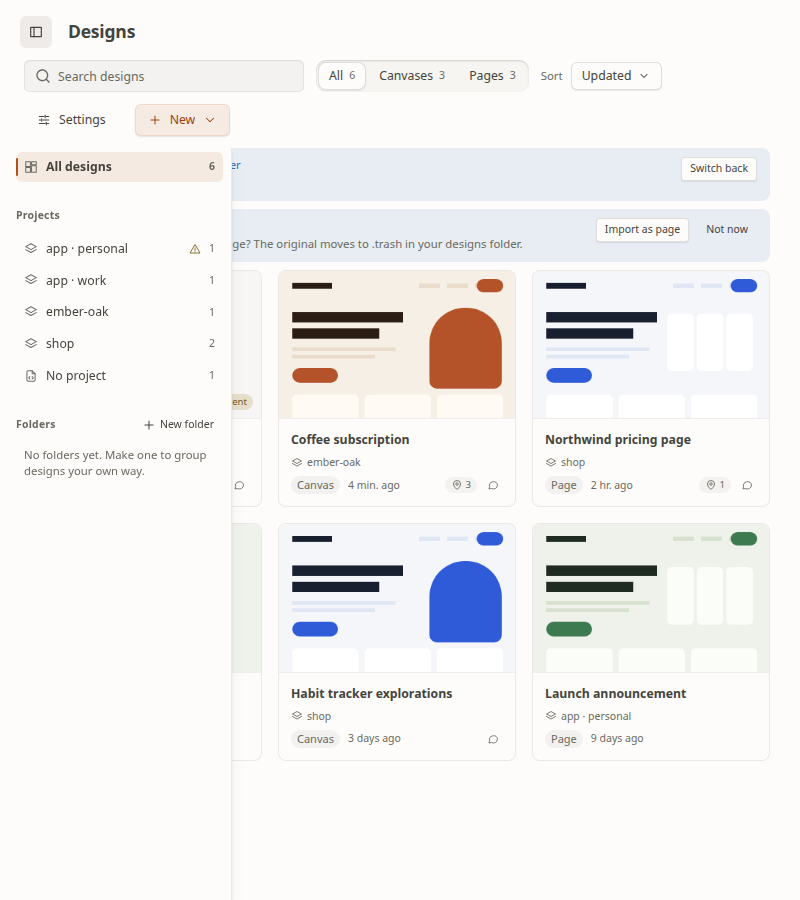 Designs
Search designs
All 6
Canvases 3
Pages 3
Sort
Updated
Settings
New
All designs 6
Projects
app · personal 1
app · work 1
ember-oak 1
shop 2
No project 1
Folders
New folder
No folders yet. Make one to group
designs your own way.
er
Switch back
ge? The original moves to .trash in your designs folder.
Import as page
Not now
ent
Coffee subscription
ember-oak
Canvas 4 min. ago 3
Northwind pricing page
shop
Page 2 hr. ago 1
Habit tracker explorations
shop
Canvas 3 days ago
Launch announcement
app · personal
Page 9 days ago